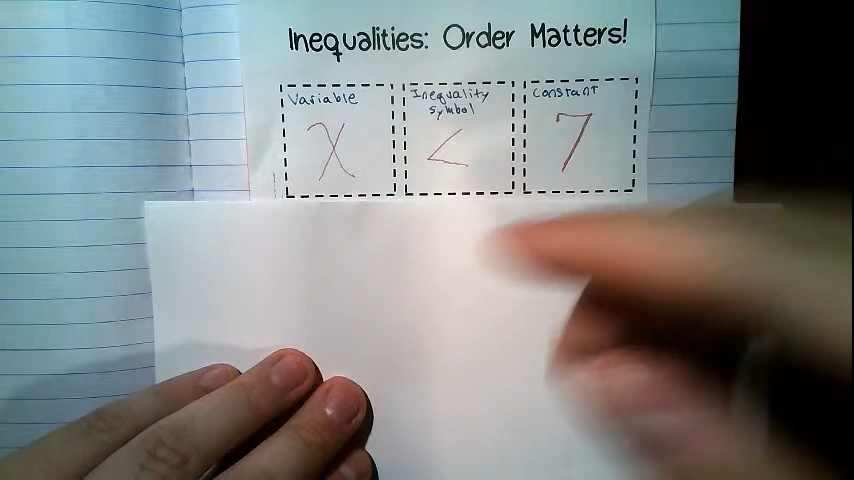 Inequalities: Order Matters!
Variable
Inequality
symbol
Constant
x < 7